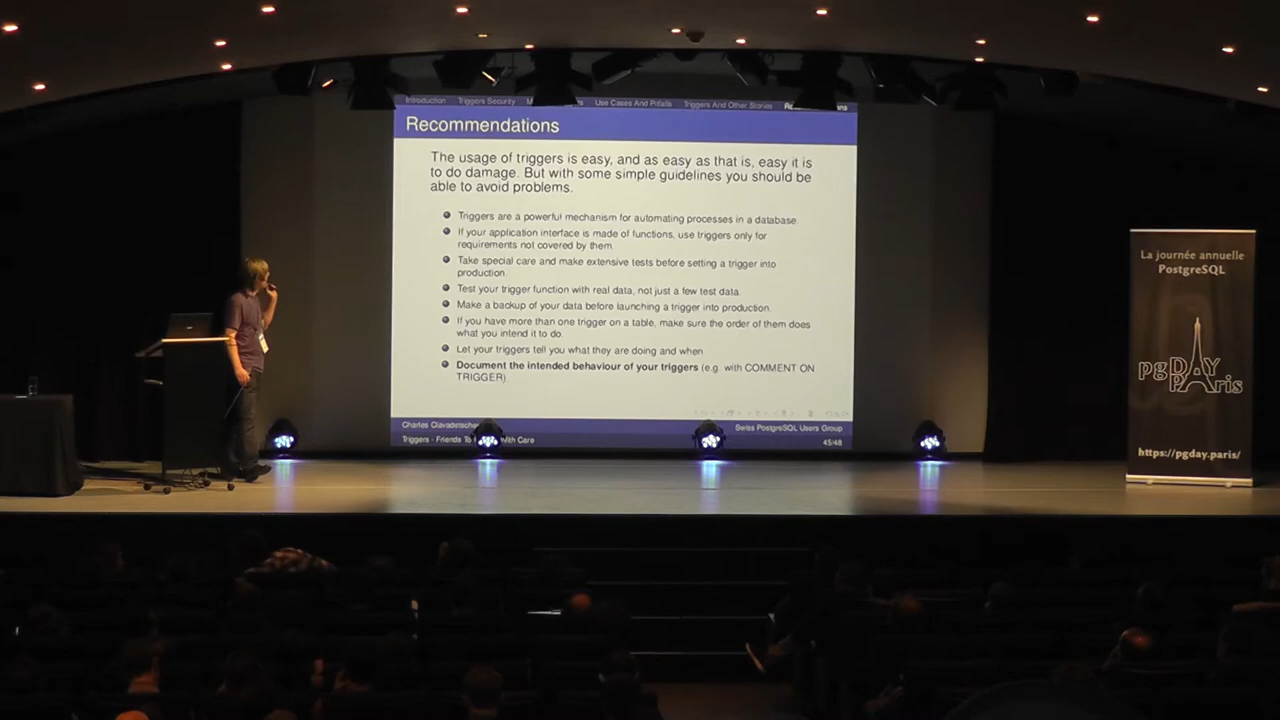 Introduction Triggers Security Use Cases And Pitfalls Triggers And Other Stories
Recommendations
The usage of triggers is easy, and as easy as that is, easy it is
to do damage. But with some simple guidelines you should be
able to avoid problems.
Triggers are a powerful mechanism for automating processes in a database.
If your application interface is made of functions, use triggers only for
requirements not covered by them.
Take special care and make extensive tests before setting a trigger into
production.
Test your trigger function with real data, not just a few test data.
Make a backup of your data before launching a trigger into production.
If you have more than one trigger on a table, make sure the order of them does
what you intend it to do.
Let your triggers tell you what they are doing and when
Document the intended behaviour of your triggers (e.g. with COMMENT ON
TRIGGER)
Charles Swiss PostgreSQL Users Group
Triggers - Friends To With Care 45/48
La journée annuelle
PostgreSQL
pgDAY
PAris
https://pgday.paris/